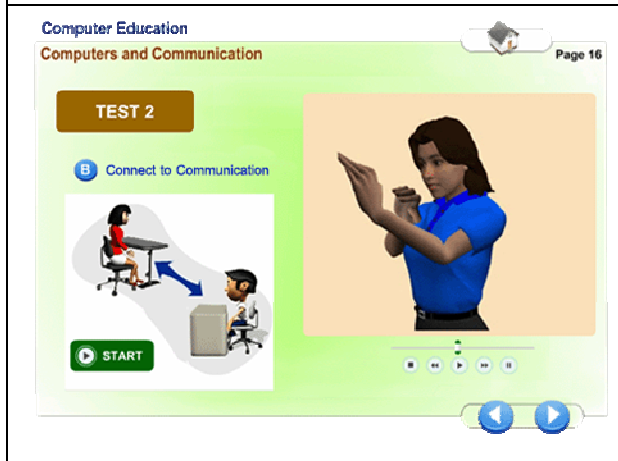 Computer Education
Computers and Communication
Page 16
TEST 2
B Connect to Communication
START